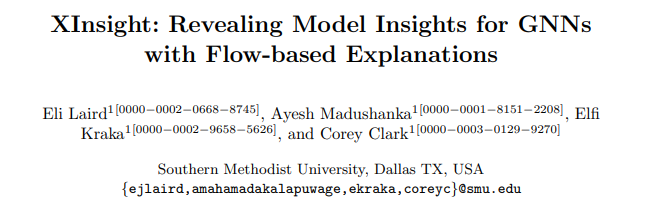 XInsight: Revealing Model Insights for GNNs
with Flow-based Explanations
Eli Laird1[0000−0002−0668−8745], Ayesh Madushanka1[0000−0001−8151−2208], Elfi
Kraka1[0000−0002−9658−5626], and Corey Clark1[0000−0003−0129−9270]
Southern Methodist University, Dallas TX, USA
{ejlaird,amahamadakalapuwage,ekraka,coreyc}@smu.edu